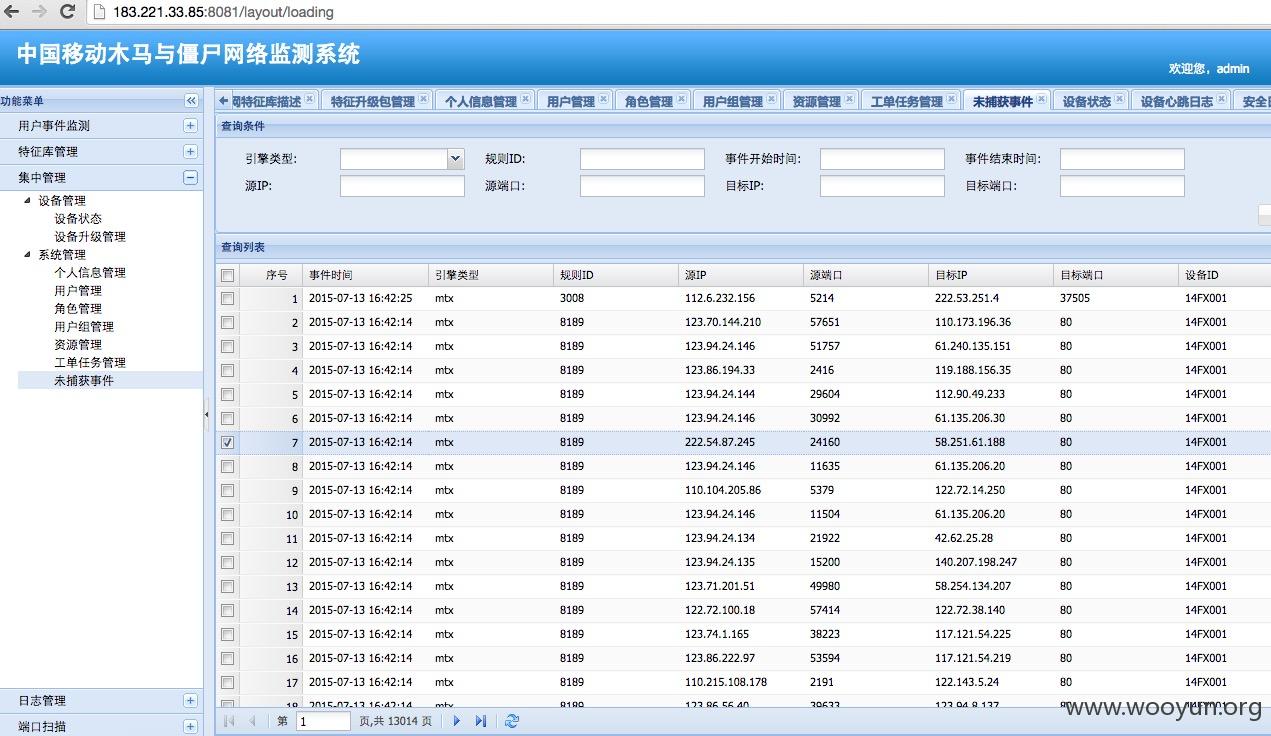 183.221.33.85:8081/layout/loading
中国移动木马与僵尸网络监测系统
欢迎您，admin
功能菜单
用户事件监测
特征库管理
集中管理
设备管理
设备状态
设备升级管理
系统管理
个人信息管理
用户管理
角色管理
用户组管理
资源管理
工单任务管理
未捕获事件
日志管理
端口扫描
特征库描述 特征升级包管理 个人信息管理 用户管理 角色管理 用户组管理 资源管理 工单任务管理 未捕获事件 设备状态 设备心跳日志
查询条件
引擎类型: 规则ID: 事件开始时间: 事件结束时间:
源IP: 源端口: 目标IP: 目标端口:
查询列表
序号 事件时间 引擎类型 规则ID 源IP 源端口 目标IP 目标端口 设备ID
1 2015-07-13 16:42:25 mtx 3008 112.6.232.156 5214 222.53.251.4 37505 14FX001
2 2015-07-13 16:42:14 mtx 8189 123.70.144.210 57651 110.173.196.36 80 14FX001
3 2015-07-13 16:42:14 mtx 8189 123.94.24.146 51757 61.240.135.151 80 14FX001
4 2015-07-13 16:42:14 mtx 8189 123.86.194.33 2416 119.188.156.35 80 14FX001
5 2015-07-13 16:42:14 mtx 8189 123.94.24.144 29604 112.90.49.233 80 14FX001
6 2015-07-13 16:42:14 mtx 8189 123.94.24.146 30992 61.135.206.30 80 14FX001
7 2015-07-13 16:42:14 mtx 8189 222.54.87.245 24160 58.251.61.188 80 14FX001
8 2015-07-13 16:42:14 mtx 8189 123.94.24.146 11635 61.135.206.20 80 14FX001
9 2015-07-13 16:42:14 mtx 8189 110.104.205.86 5379 122.72.14.250 80 14FX001
10 2015-07-13 16:42:14 mtx 8189 123.94.24.146 11504 61.135.206.20 80 14FX001
11 2015-07-13 16:42:14 mtx 8189 123.94.24.134 21922 42.62.25.28 80 14FX001
12 2015-07-13 16:42:14 mtx 8189 123.94.24.135 15200 140.207.198.247 80 14FX001
13 2015-07-13 16:42:14 mtx 8189 123.71.201.51 49980 58.254.134.207 80 14FX001
14 2015-07-13 16:42:14 mtx 8189 122.72.100.18 57414 122.72.38.140 80 14FX001
15 2015-07-13 16:42:14 mtx 8189 123.74.1.165 38223 117.121.54.225 80 14FX001
16 2015-07-13 16:42:14 mtx 8189 123.86.222.97 53594 117.121.54.219 80 14FX001
17 2015-07-13 16:42:14 mtx 8189 110.215.108.178 2191 122.143.5.24 80 14FX001
第 1 页,共 13014 页
www.wooyun.org